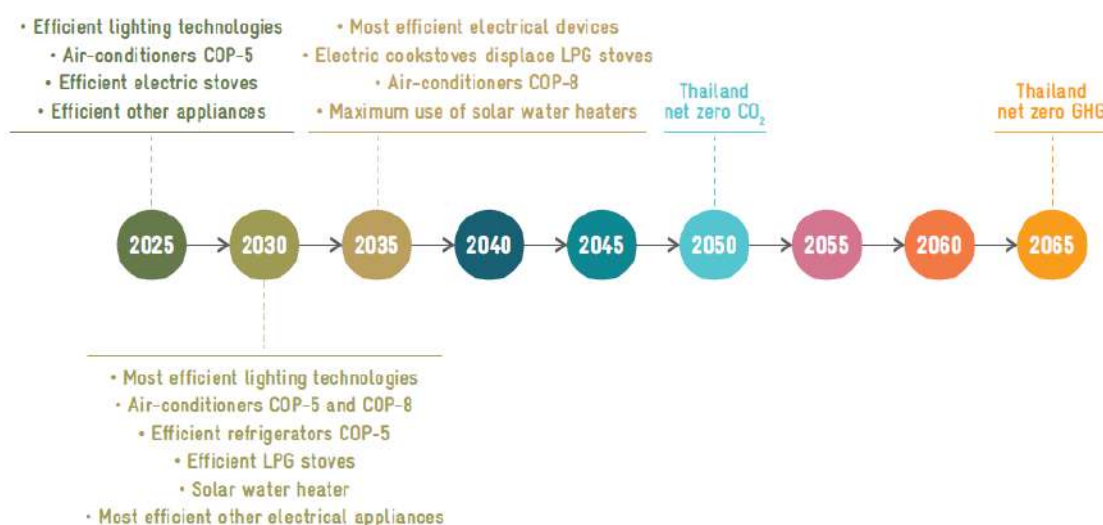 • Efficient lighting technologies
• Air-conditioners COP-5
• Efficient electric stoves
• Efficient other appliances
• Most efficient electrical devices
• Electric cookstoves displace LPG stoves
• Air-conditioners COP-8
• Maximum use of solar water heaters
Thailand
net zero CO₂
Thailand
net zero GHG
2025
2030
2035
2040
2045
2050
2055
2060
2065
• Most efficient lighting technologies
• Air-conditioners COP-5 and COP-8
• Efficient refrigerators COP-5
• Efficient LPG stoves
• Solar water heater
• Most efficient other electrical appliances